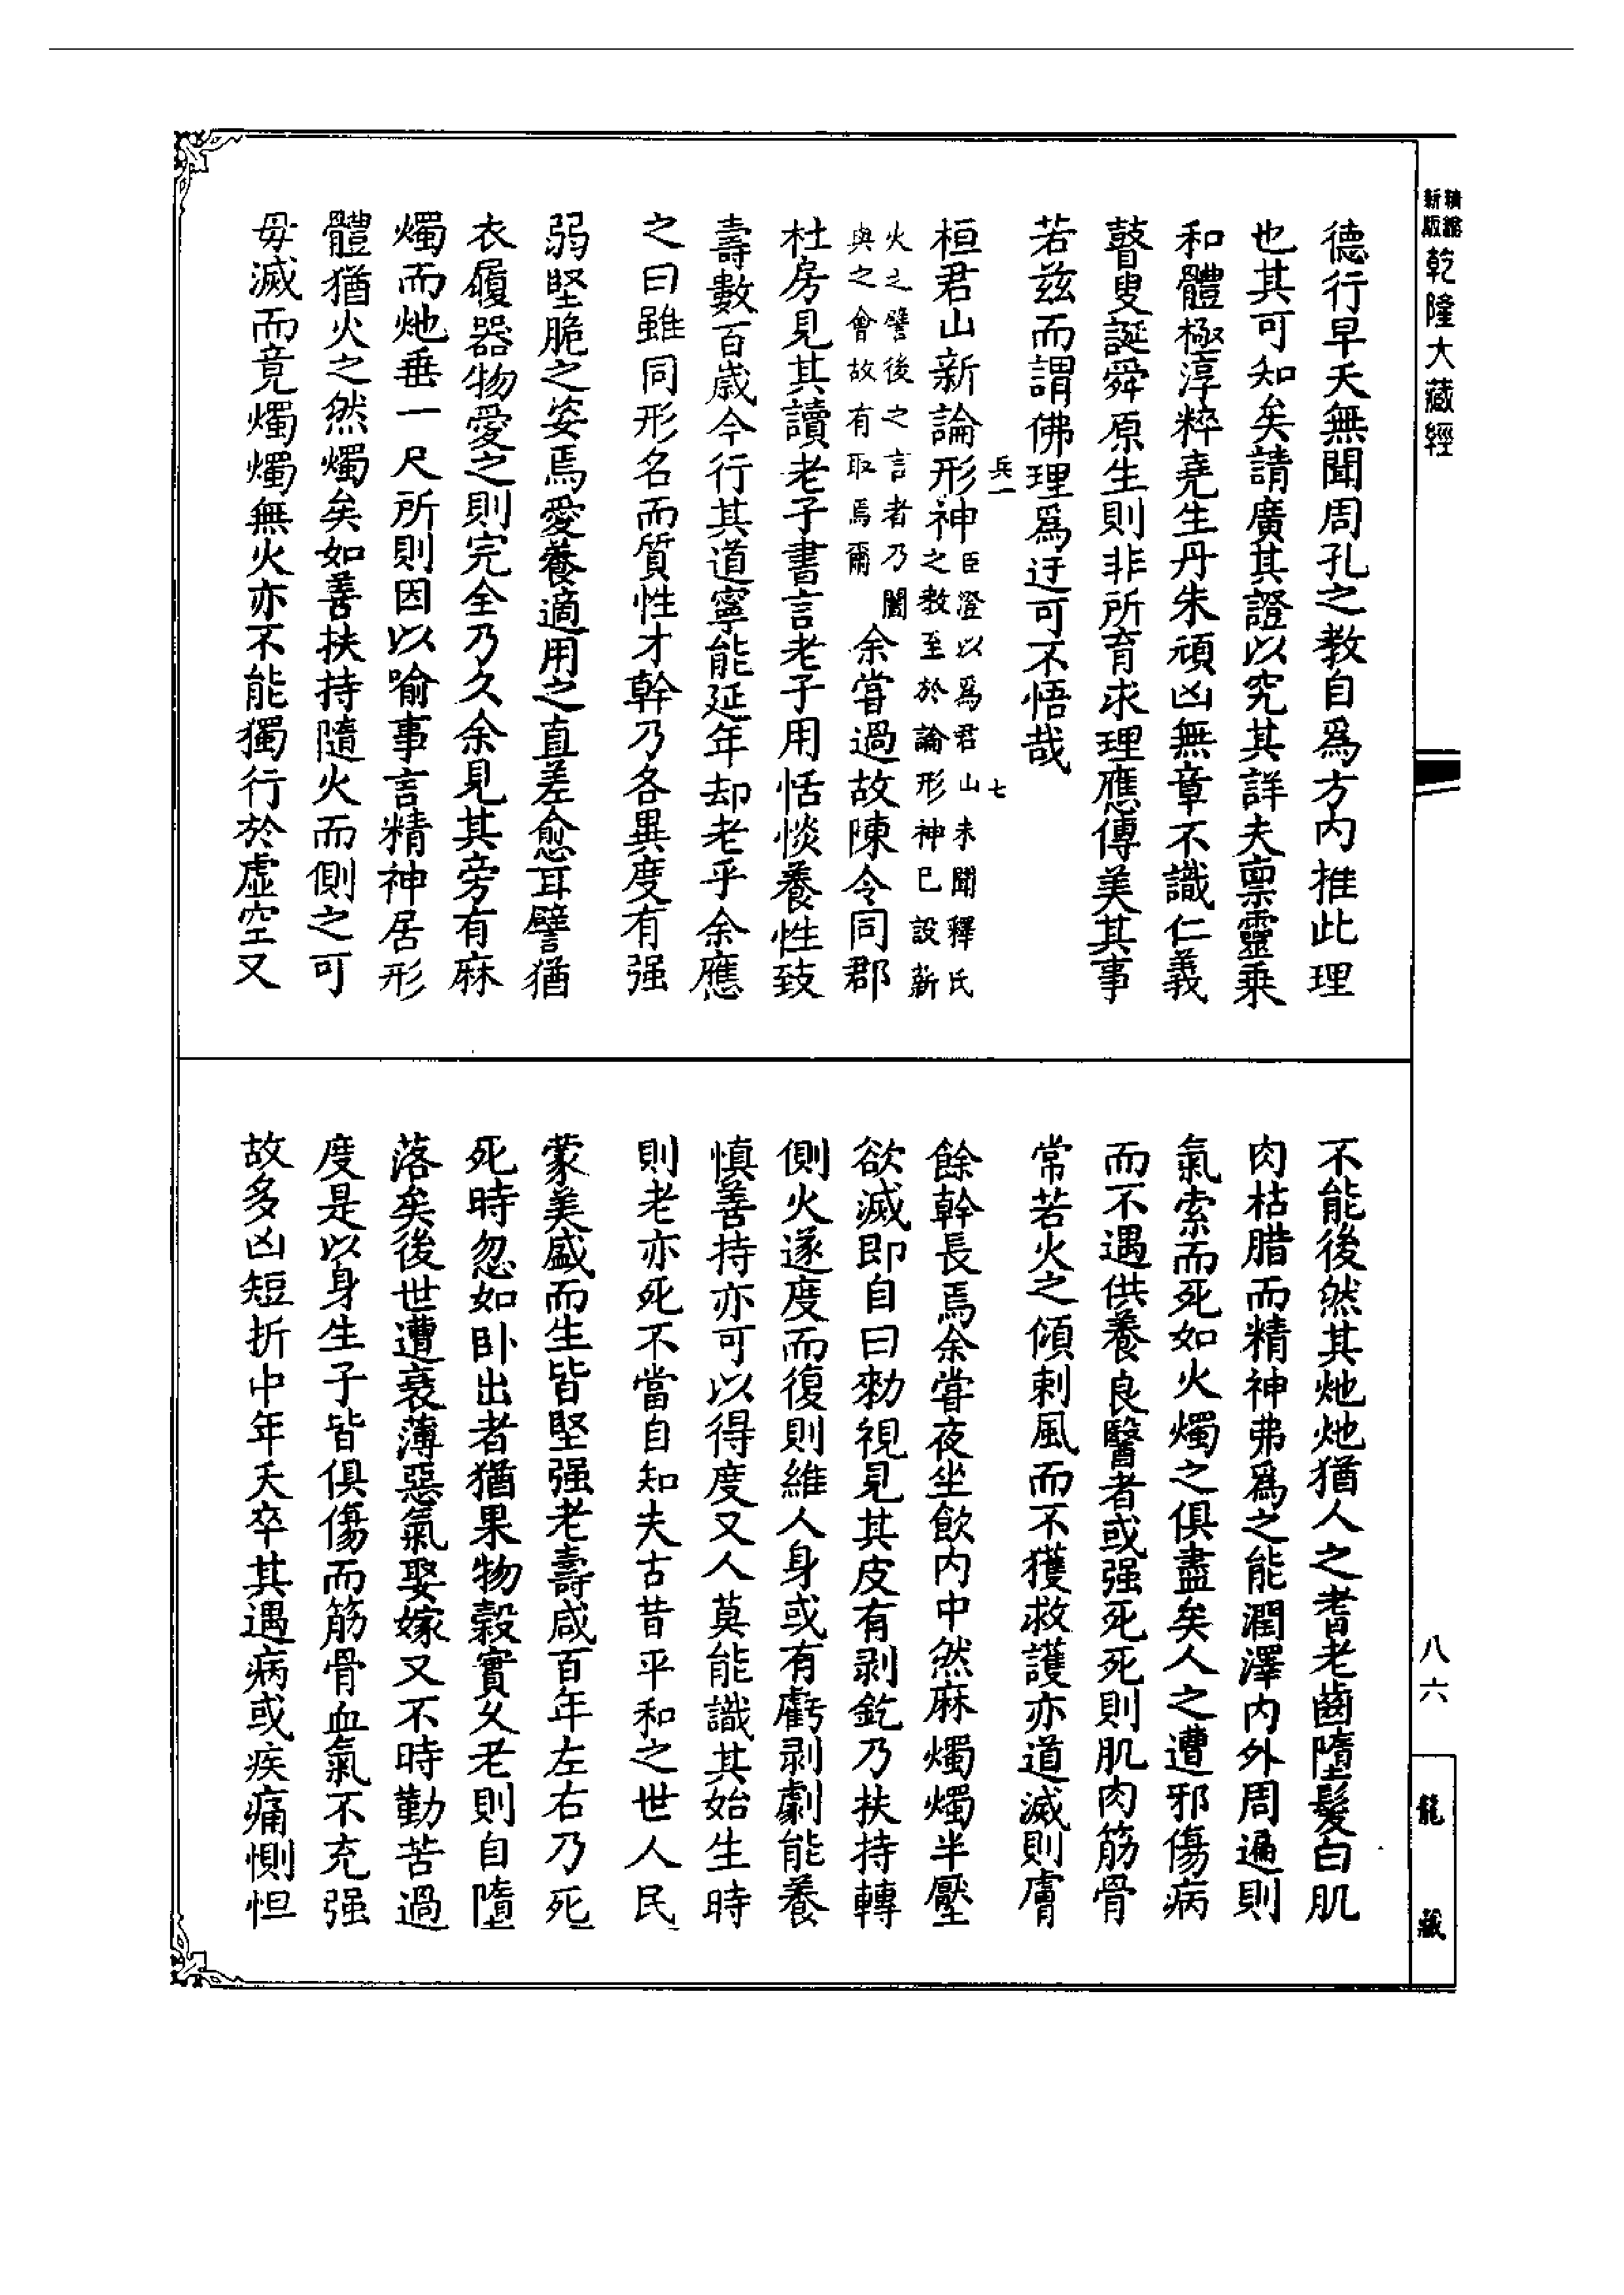 新版
精縮
乾隆大藏經
德行早夭無聞周孔之教自爲方内推此理
也其可知矣請廣其證以究其詳夫禀靈乘
和體極淳粹堯生丹朱頑凶無章不識仁義
瞽叟誕舜原生則非所育求理應傳美其事
若兹而謂佛理爲迂可不悟哉
兵一 七
桓君山新論形神臣澄以爲君山未聞釋氏
之教至於論形神已設薪
火之譬後之言者乃闇
與之會故有取焉爾
余甞過故陳令同郡
杜房見其讀老子書言老子用恬惔養性致
壽數百歲今行其道寧能延年却老乎余應
之曰雖同形名而質性才幹乃各異度有强
弱堅脆之姿焉愛養適用之直差愈耳譬猶
衣履器物愛之則完全乃久余見其旁有麻
燭而灺垂一尺所則因以喻事言精神居形
體猶火之然燭矣如善扶持隨火而側之可
毋滅而竟燭燭無火亦不能獨行於虛空又
不能後然其灺灺猶人之耆老齒墮髮白肌
肉枯腊而精神弗爲之能潤澤内外周遍則
氣索而死如火燭之俱盡矣人之遭邪傷病
而不遇供養良醫者或强死死則肌肉筋骨
常若火之傾刺風而不獲救護亦道滅則膚
餘幹長焉余甞夜坐飲内中然麻燭燭半壓
欲滅即自曰勑視見其皮有剥釳乃扶持轉
側火遂度而復則維人身或有虧剥劇能養
慎善持亦可以得度又人莫能識其始生時
則老亦死不當自知夫古昔平和之世人民
蒙美盛而生皆堅强老壽咸百年左右乃死
死時忽如卧出者猶果物穀實久老則自墮
落矣後世遭衰薄惡氣娶嫁又不時勤苦過
度是以身生子皆俱傷而筋骨血氣不充强
故多凶短折中年夭卒其遇病或疾痛惻怛
八六
龍藏